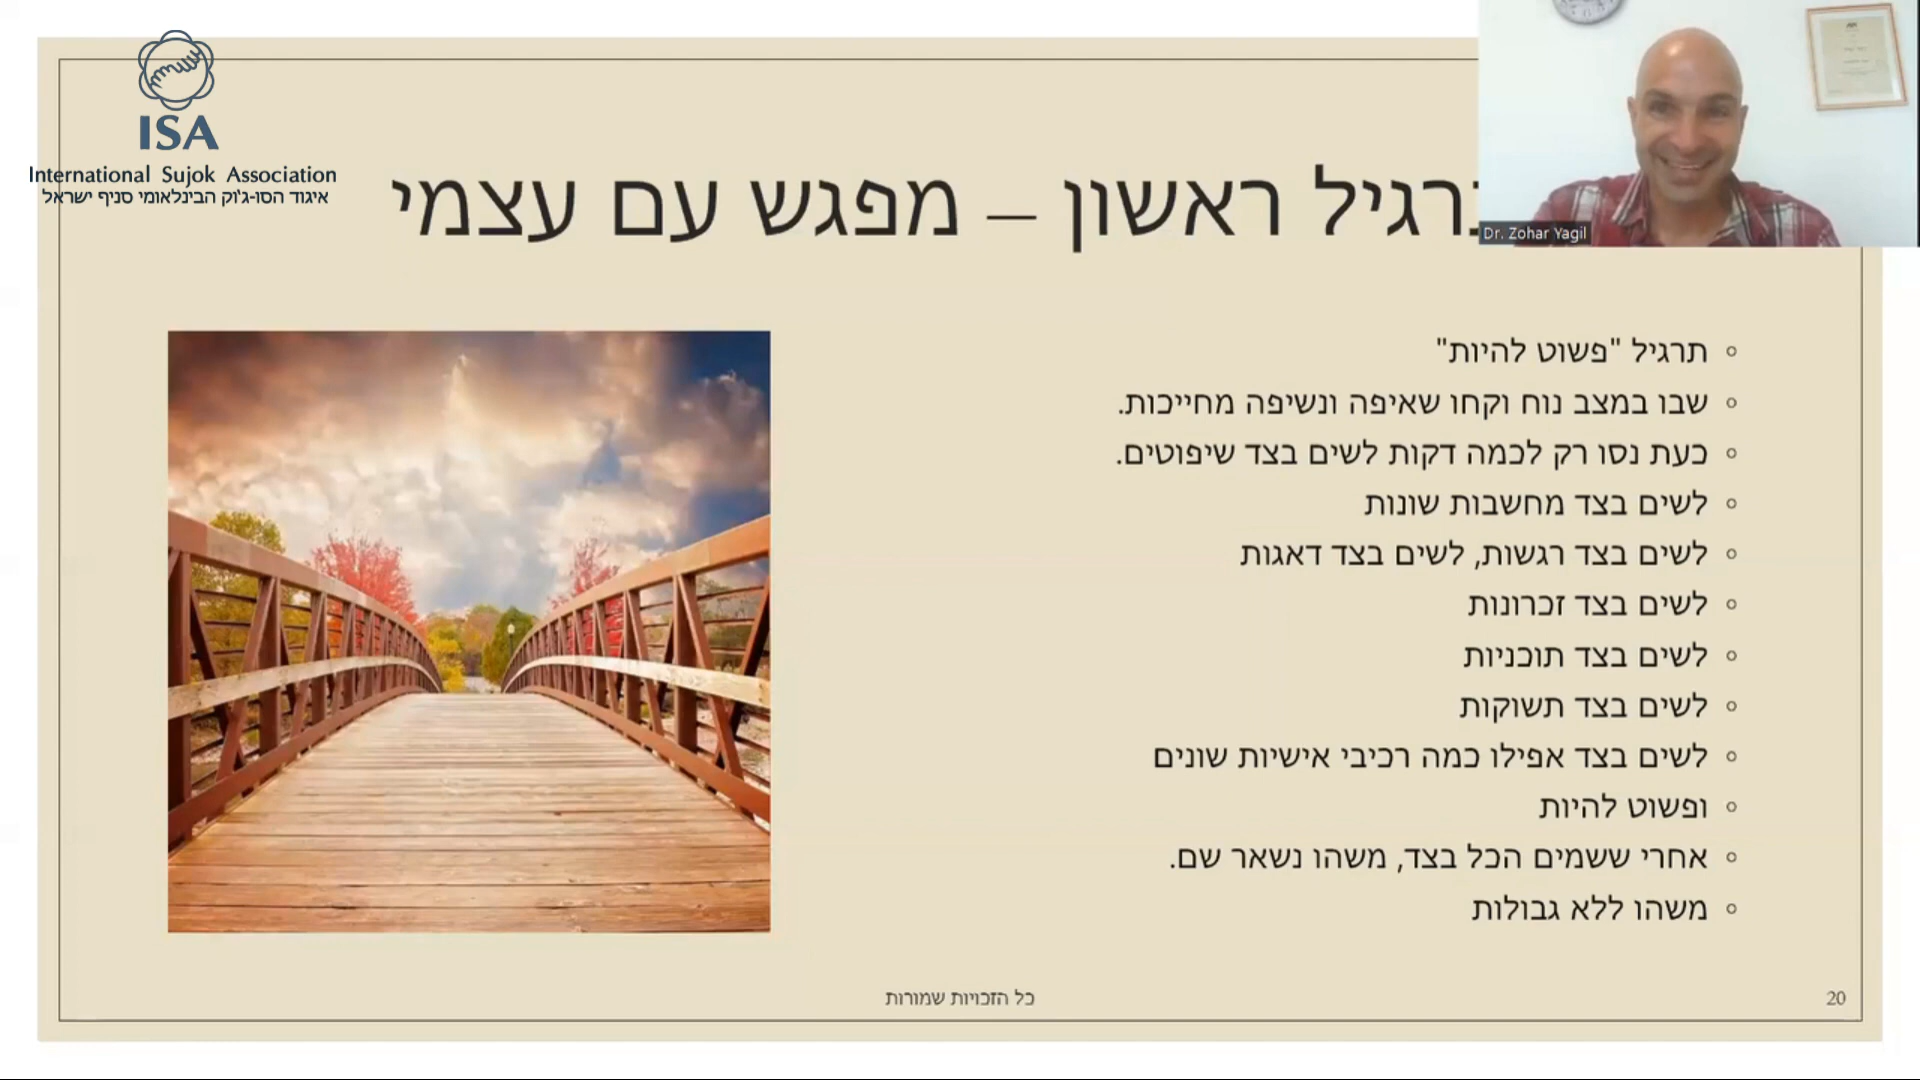 ISA
International Sujok Association
איגוד הסו-ג'וק הבינלאומי סניף ישראל
תרגיל ראשון – מפגש עם עצמי
Dr. Zohar Yagil
תרגיל "פשוט להיות"
שבו במצב נוח וקחו שאיפה ונשיפה מחייכות.
כעת נסו רק לכמה דקות לשים בצד שיפוטים.
לשים בצד מחשבות שונות
לשים בצד רגשות, לשים בצד דאגות
לשים בצד זכרונות
לשים בצד תוכניות
לשים בצד תשוקות
לשים בצד אפילו כמה רכיבי אישיות שונים
ופשוט להיות
אחרי ששמים הכל בצד, משהו נשאר שם.
משהו ללא גבולות
כל הזכויות שמורות
20